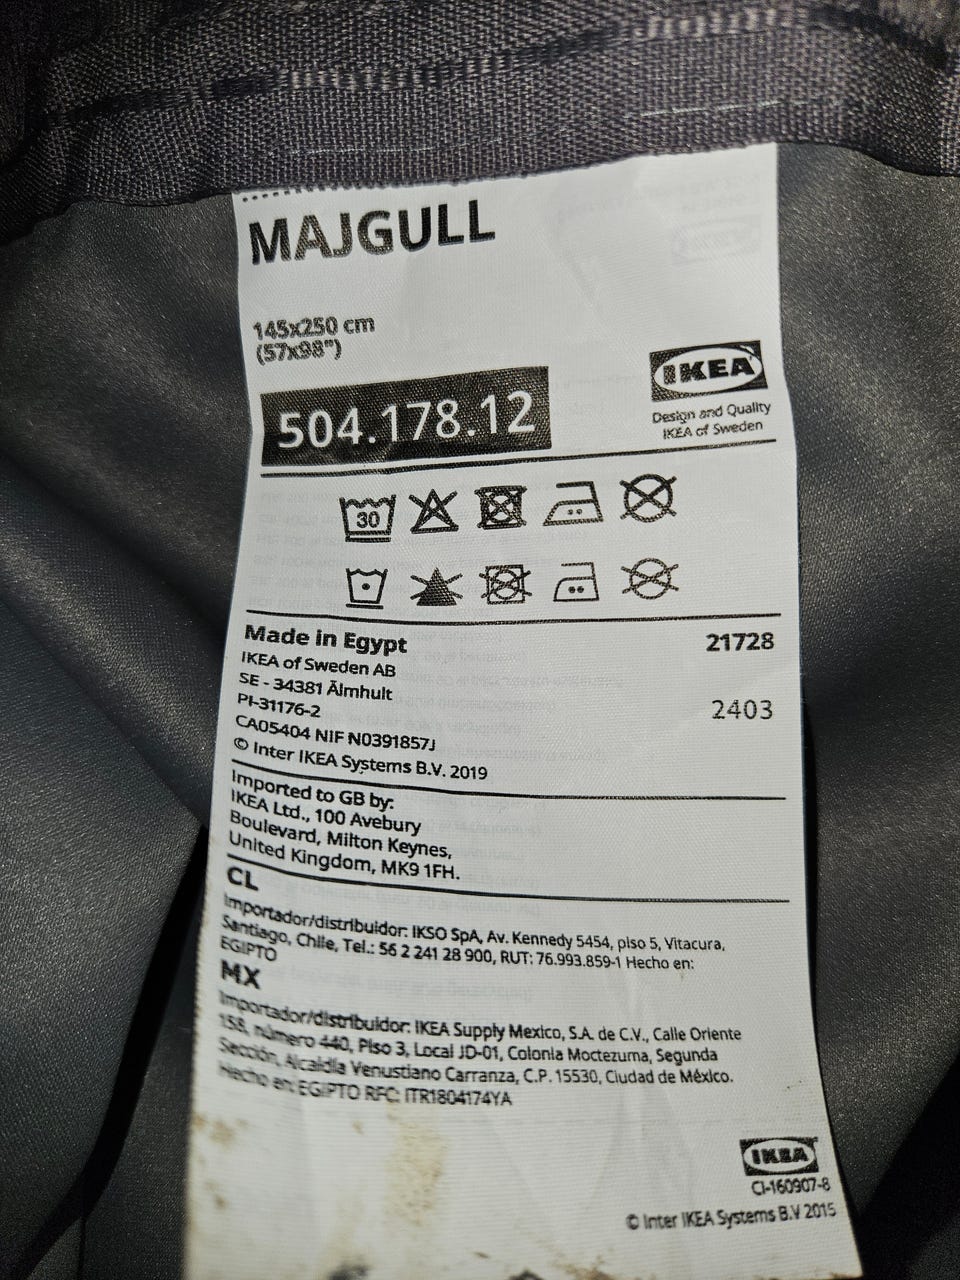 MAJGULL
145x250 cm
(57x98")
504.178.12
IKEA
Design and Quality
IKEA of Sweden
30
Made in Egypt
21728
IKEA of Sweden AB
SE - 34381 Älmhult
2403
PI-31176-2
CA05404 NIF N0391857J
© Inter IKEA Systems B.V. 2019
Imported to GB by:
IKEA Ltd., 100 Avebury
Boulevard, Milton Keynes,
United Kingdom, MK9 1FH.
CL
Importador/distribuidor: IKSO SpA, Av. Kennedy 5454, piso 5, Vitacura,
Santiago, Chile, Tel.: 56 2 241 28 900, RUT: 76.993.859-1 Hecho en:
EGIPTO
MX
Importador/distribuidor: IKEA Supply Mexico, S.A. de C.V., Calle Oriente
158, número 440, Piso 3, Local JD-01, Colonia Moctezuma, Segunda
Sección, Alcaldía Venustiano Carranza, C.P. 15530, Ciudad de México.
Hecho en: EGIPTO RFC: ITR1804174YA
IKEA
CI-160907-8
© Inter IKEA Systems B.V 2015